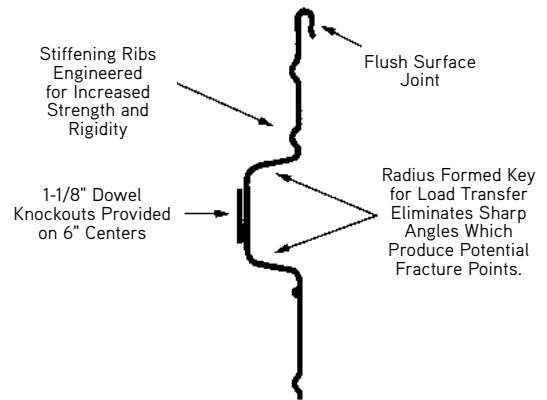 Stiffening Ribs
Engineered
for Increased
Strength and
Rigidity
Flush Surface
Joint
1-1/8" Dowel
Knockouts Provided
on 6" Centers
Radius Formed Key
for Load Transfer
Eliminates Sharp
Angles Which
Produce Potential
Fracture Points.